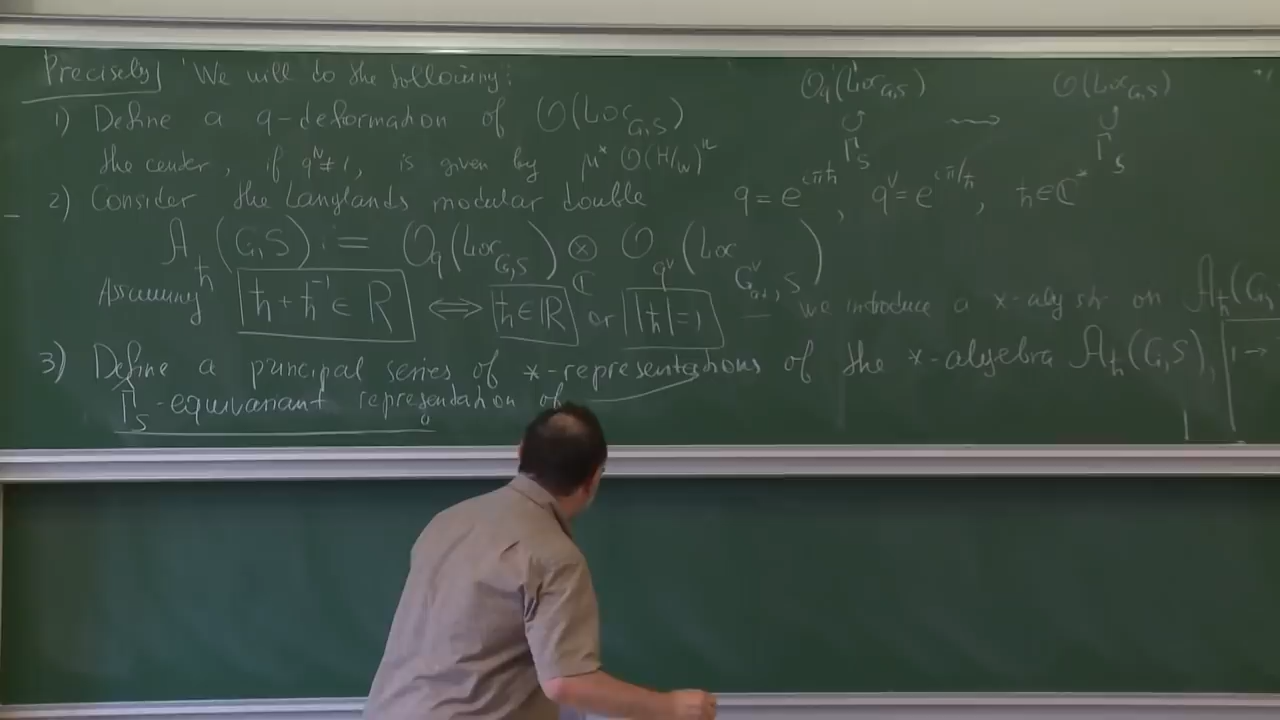 Precisely We will do the following:
O_q(Loc_{G,S}) ⟿ O(Loc_{G,S})
1) Define a q-deformation of O(Loc_{G,S})
↻ ↻
Γ_S Γ_S
the center, if q^N ≠ 1, is given by μ* O(H/W)^n
2) Consider the Langlands modular double
q = e^{iπħ}, q^∨ = e^{iπ/ħ}, ħ ∈ ℂ*
A_ħ(G,S) := O_q(Loc_{G,S}) ⊗_ℂ O_{q^∨}(Loc_{G^∨_{ad},S})
Assuming ħ + ħ^{-1} ∈ R ⟺ ħ ∈ R or |ħ| = 1 — we introduce a *-alg str on A_ħ(G,
3) Define a principal series of *-representations of the *-algebra A_ħ(G,S), 1→
Γ̂_S-equivariant representation of